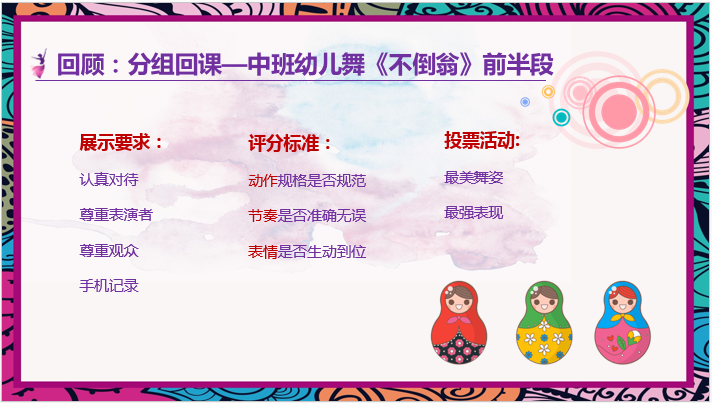 回顾：分组回课—中班幼儿舞《不倒翁》前半段
展示要求：
认真对待
尊重表演者
尊重观众
手机记录
评分标准：
动作规格是否规范
节奏是否准确无误
表情是否生动到位
投票活动:
最美舞姿
最强表现